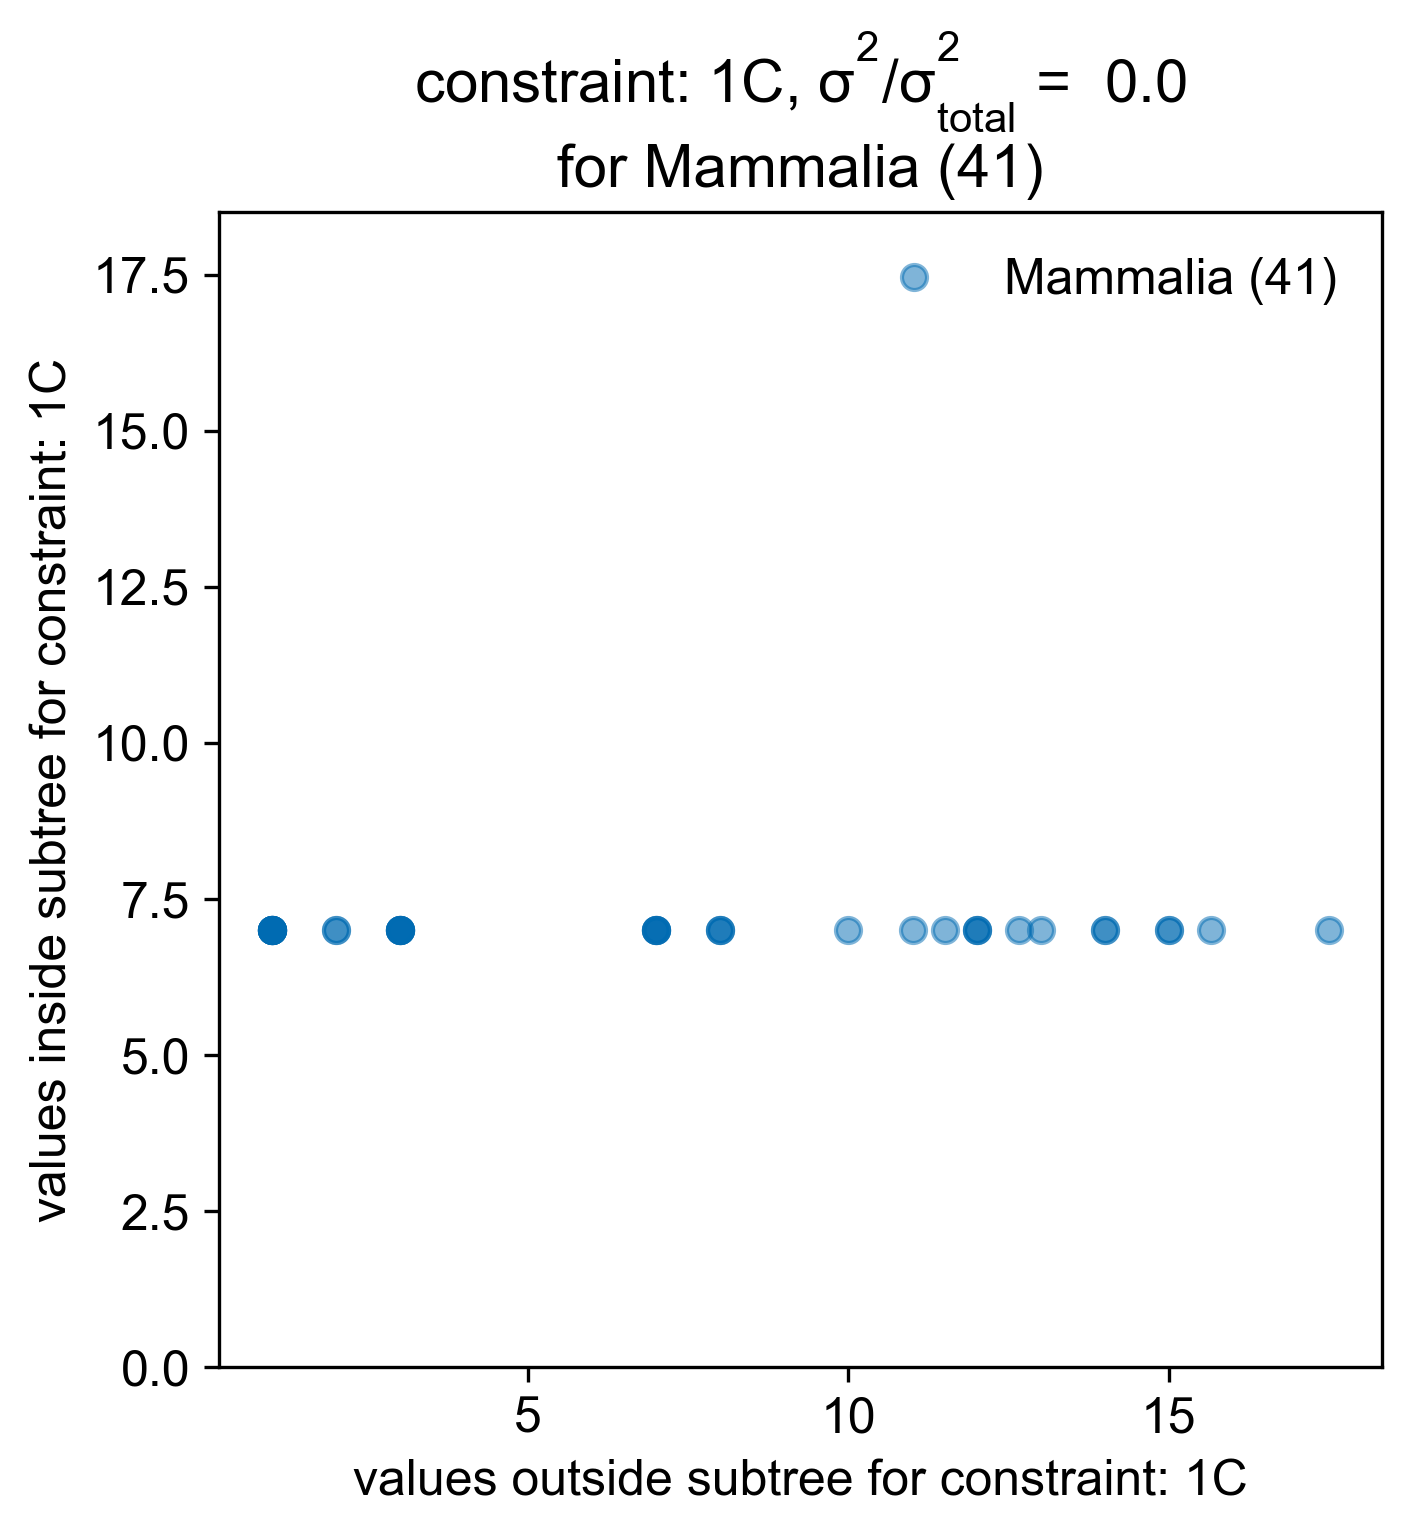 constraint: 1C, σ²/σ²total = 0.0
for Mammalia (41)
Mammalia (41)
values inside subtree for constraint: 1C
17.5
15.0
12.5
10.0
7.5
5.0
2.5
0.0
5 10 15
values outside subtree for constraint: 1C